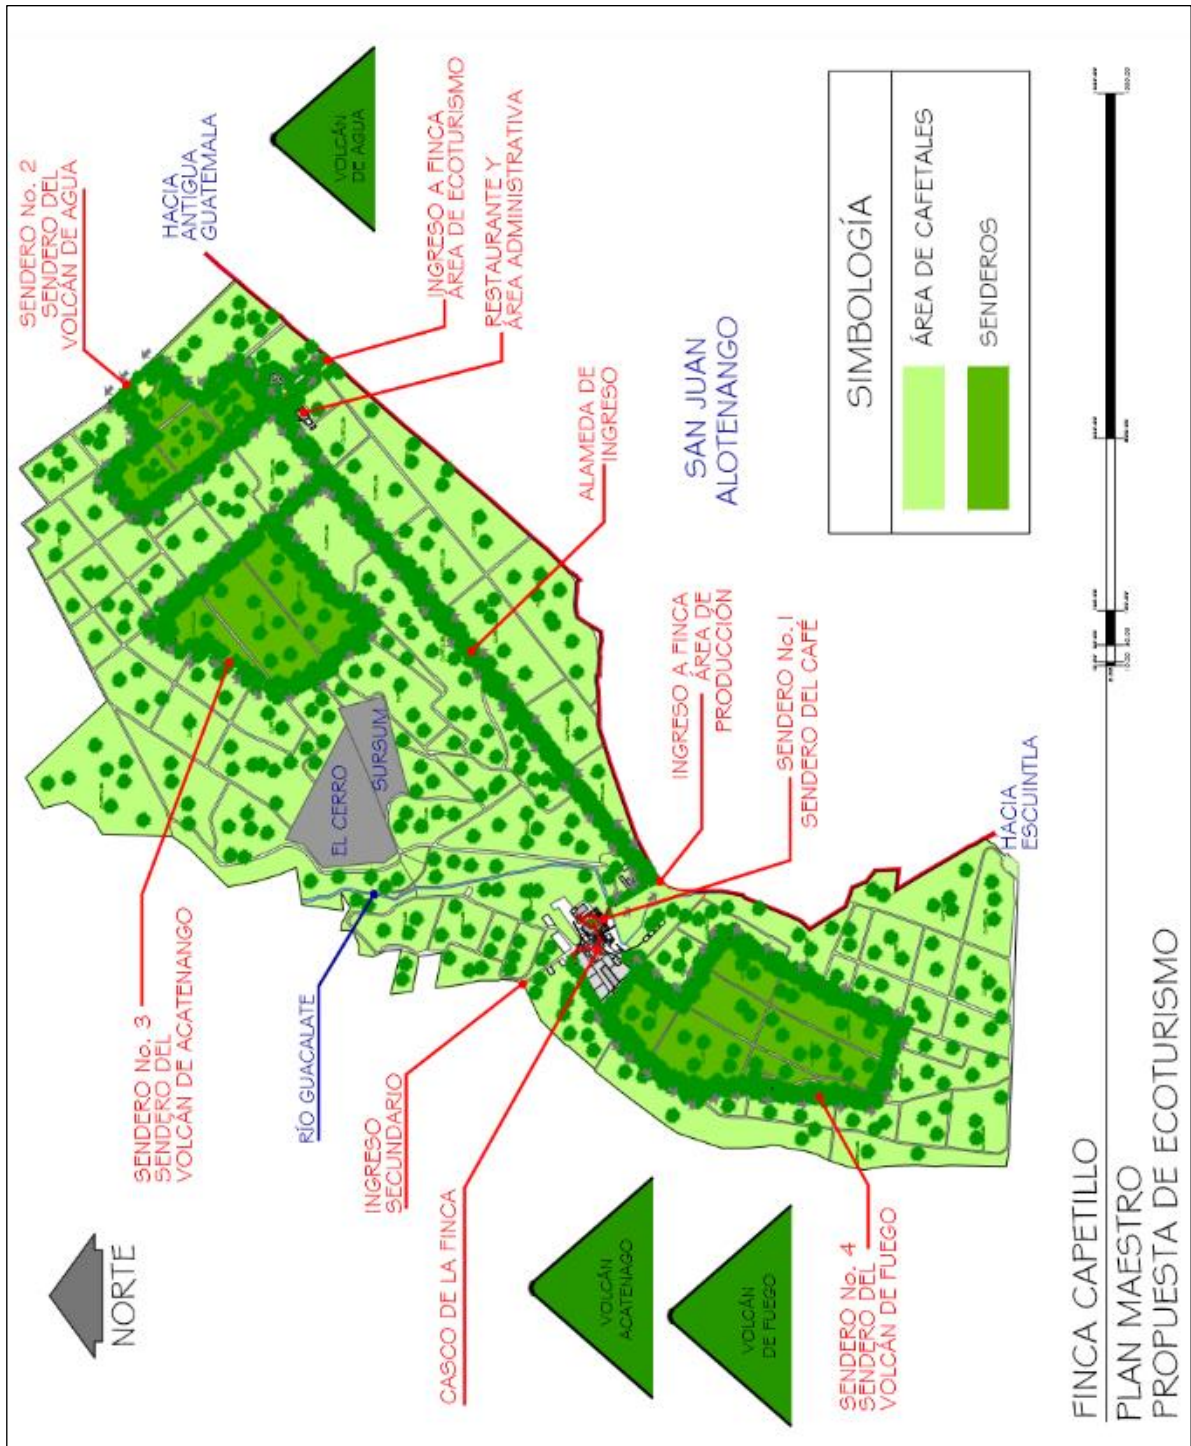 NORTE
SENDERO No. 2
SENDERO DEL
VOLCÁN DE AGUA
HACIA
ANTIGUA
GUATEMALA
VOLCÁN
DE AGUA
INGRESO A FINCA
ÁREA DE ECOTURISMO
RESTAURANTE Y
ÁREA ADMINISTRATIVA
SENDERO No. 3
SENDERO DEL
VOLCÁN DE ACATENANGO
EL CERRO
SURSUM
RÍO GUACALATE
ALAMEDA DE
INGRESO
SAN JUAN
ALOTENANGO
INGRESO
SECUNDARIO
CASCO DE LA FINCA
INGRESO A FINCA
ÁREA DE
PRODUCCIÓN
SENDERO No. 1
SENDERO DEL CAFÉ
VOLCÁN
ACATENAGO
VOLCÁN
DE FUEGO
SENDERO No. 4
SENDERO DEL
VOLCÁN DE FUEGO
HACIA
ESCUINTLA
SIMBOLOGÍA
ÁREA DE CAFETALES
SENDEROS
FINCA CAPETILLO
PLAN MAESTRO
PROPUESTA DE ECOTURISMO